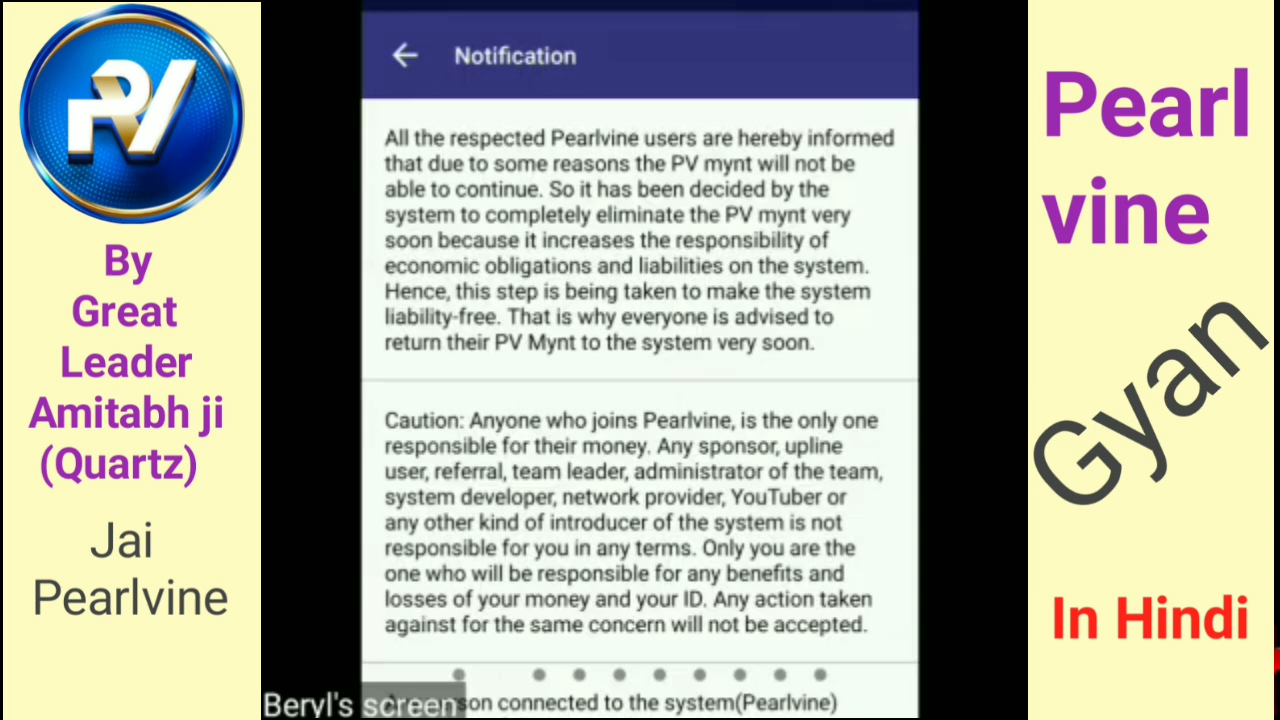 PV
By
Great
Leader
Amitabh ji
(Quartz)
Jai
Pearlvine
Notification
All the respected Pearlvine users are hereby informed
that due to some reasons the PV mynt will not be
able to continue. So it has been decided by the
system to completely eliminate the PV mynt very
soon because it increases the responsibility of
economic obligations and liabilities on the system.
Hence, this step is being taken to make the system
liability-free. That is why everyone is advised to
return their PV Mynt to the system very soon.
Caution: Anyone who joins Pearlvine, is the only one
responsible for their money. Any sponsor, upline
user, referral, team leader, administrator of the team,
system developer, network provider, YouTuber or
any other kind of introducer of the system is not
responsible for you in any terms. Only you are the
one who will be responsible for any benefits and
losses of your money and your ID. Any action taken
against for the same concern will not be accepted.
connected to the system(Pearlvine)
Beryl's screen
Pearl
vine
Gyan
In Hindi